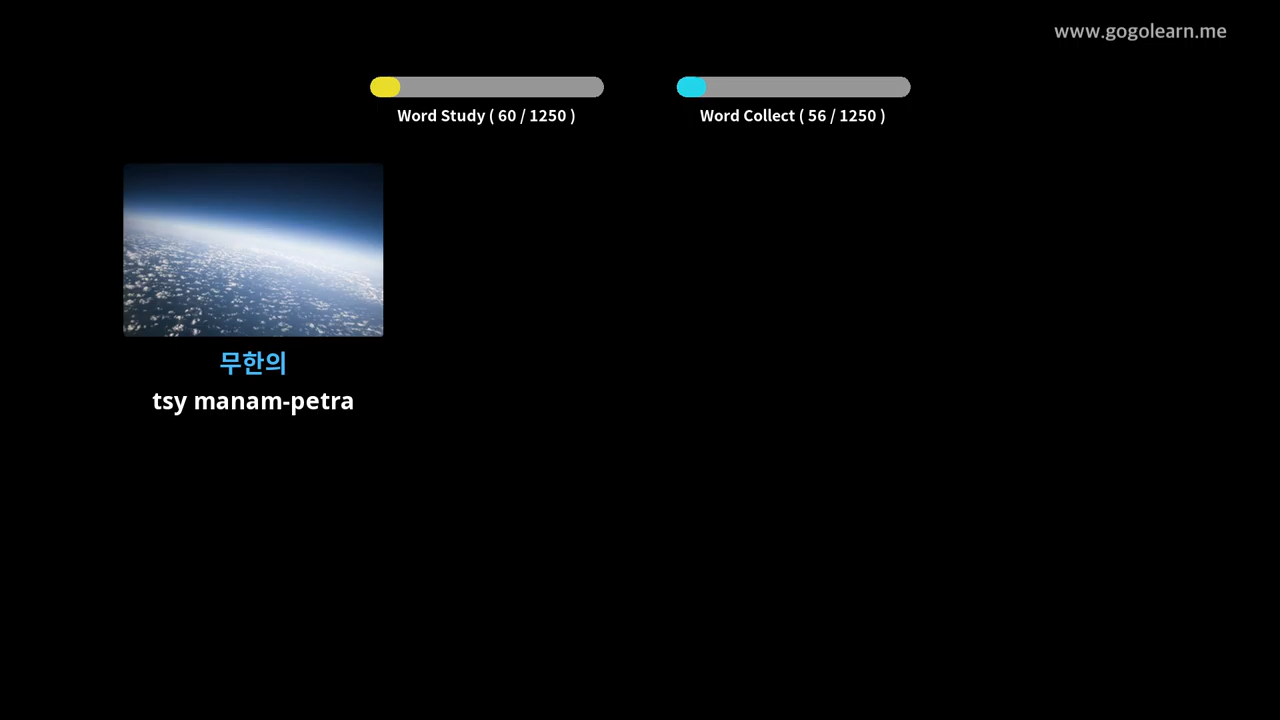 www.gogolearn.me
Word Study ( 60 / 1250 )
Word Collect ( 56 / 1250 )
무한의
tsy manam-petra